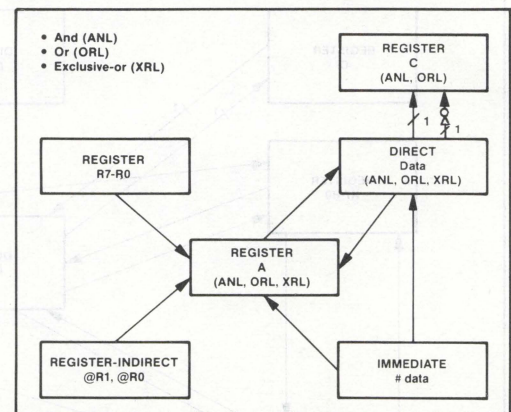 • And (ANL)
• Or (ORL)
• Exclusive-or (XRL)
REGISTER
C
(ANL, ORL)
1
1
REGISTER
R7-R0
DIRECT
Data
(ANL, ORL, XRL)
REGISTER
A
(ANL, ORL, XRL)
REGISTER-INDIRECT
@R1, @R0
IMMEDIATE
# data